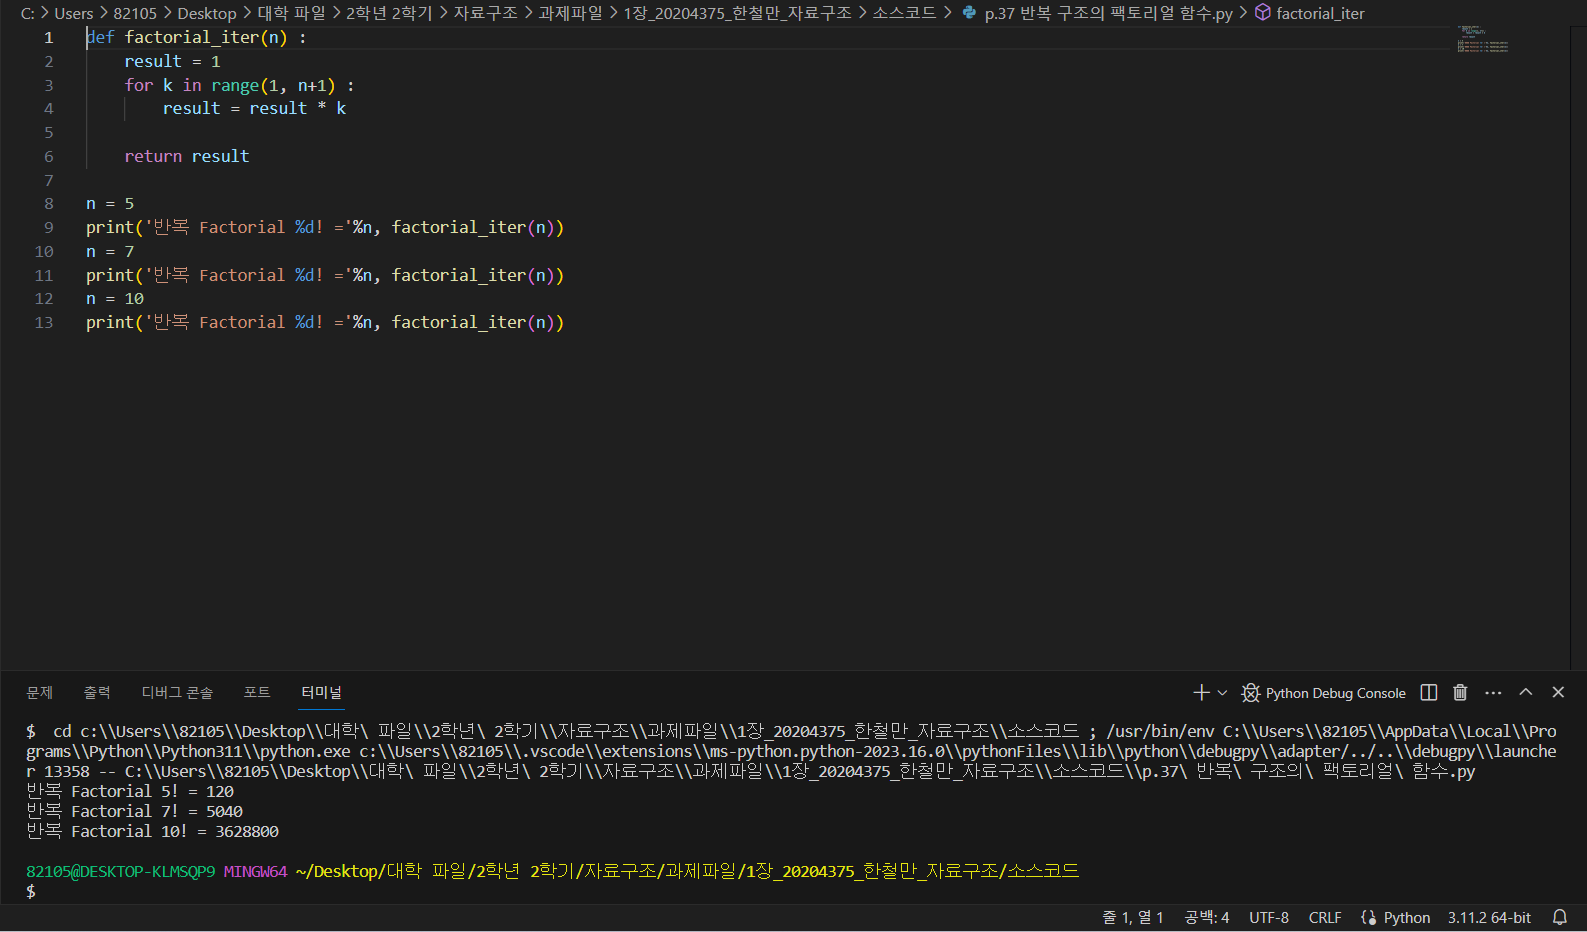 C: > Users > 82105 > Desktop > 대학 파일 > 2학년 2학기 > 자료구조 > 과제파일 > 1장_20204375_한철만_자료구조 > 소스코드 > p.37 반복 구조의 팩토리얼 함수.py > factorial_iter
1 def factorial_iter(n) :
2 result = 1
3 for k in range(1, n+1) :
4 result = result * k
5
6 return result
7
8 n = 5
9 print('반복 Factorial %d! ='%n, factorial_iter(n))
10 n = 7
11 print('반복 Factorial %d! ='%n, factorial_iter(n))
12 n = 10
13 print('반복 Factorial %d! ='%n, factorial_iter(n))
문제 출력 디버그 콘솔 포트 터미널 Python Debug Console
$ cd c:\\Users\\82105\\Desktop\\대학\ 파일\\2학년\ 2학기\\자료구조\\과제파일\\1장_20204375_한철만_자료구조\\소스코드 ; /usr/bin/env C:\\Users\\82105\\AppData\\Local\\Pro
grams\\Python\\Python311\\python.exe c:\\Users\\82105\\.vscode\\extensions\\ms-python.python-2023.16.0\\pythonFiles\\lib\\python\\debugpy\\adapter/../..\\debugpy\\launche
r 13358 -- C:\\Users\\82105\\Desktop\\대학\ 파일\\2학년\ 2학기\\자료구조\\과제파일\\1장_20204375_한철만_자료구조\\소스코드\\p.37\ 반복\ 구조의\ 팩토리얼\ 함수.py
반복 Factorial 5! = 120
반복 Factorial 7! = 5040
반복 Factorial 10! = 3628800
82105@DESKTOP-KLMSQP9 MINGW64 ~/Desktop/대학 파일/2학년 2학기/자료구조/과제파일/1장_20204375_한철만_자료구조/소스코드
$
줄 1, 열 1 공백: 4 UTF-8 CRLF Python 3.11.2 64-bit